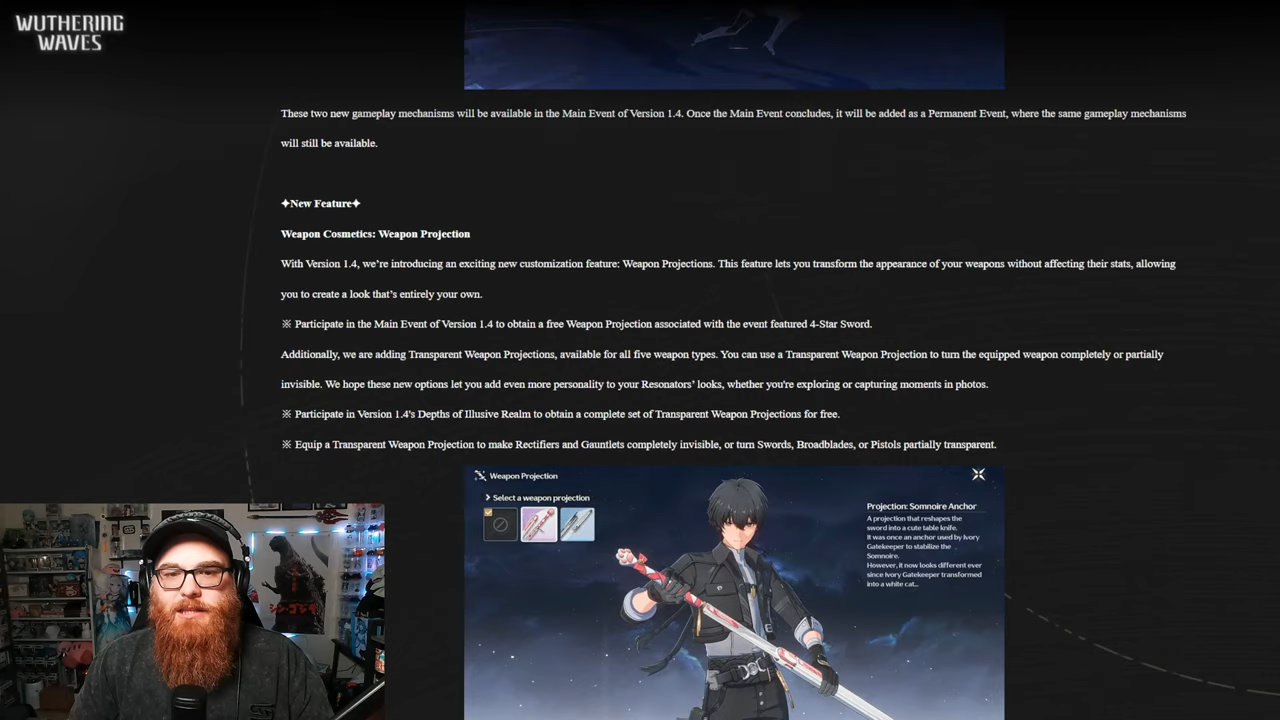 WUTHERING
WAVES
These two new gameplay mechanisms will be available in the Main Event of Version 1.4. Once the Main Event concludes, it will be added as a Permanent Event, where the same gameplay mechanisms
will still be available.
✦New Feature✦
Weapon Cosmetics: Weapon Projection
With Version 1.4, we’re introducing an exciting new customization feature: Weapon Projections. This feature lets you transform the appearance of your weapons without affecting their stats, allowing
you to create a look that’s entirely your own.
※ Participate in the Main Event of Version 1.4 to obtain a free Weapon Projection associated with the event featured 4-Star Sword.
Additionally, we are adding Transparent Weapon Projections, available for all five weapon types. You can use a Transparent Weapon Projection to turn the equipped weapon completely or partially
invisible. We hope these new options let you add even more personality to your Resonators’ looks, whether you're exploring or capturing moments in photos.
※ Participate in Version 1.4's Depths of Illusive Realm to obtain a complete set of Transparent Weapon Projections for free.
※ Equip a Transparent Weapon Projection to make Rectifiers and Gauntlets completely invisible, or turn Swords, Broadblades, or Pistols partially transparent.
Weapon Projection
Select a weapon projection
Projection: Somnoire Anchor
A projection that reshapes the
sword into a cute table knife.
It was once an anchor used by Ivory
Gatekeeper to stabilize the
Somnoire.
However, it now looks different ever
since Ivory Gatekeeper transformed
into a white cat...
シン・ゴジラ